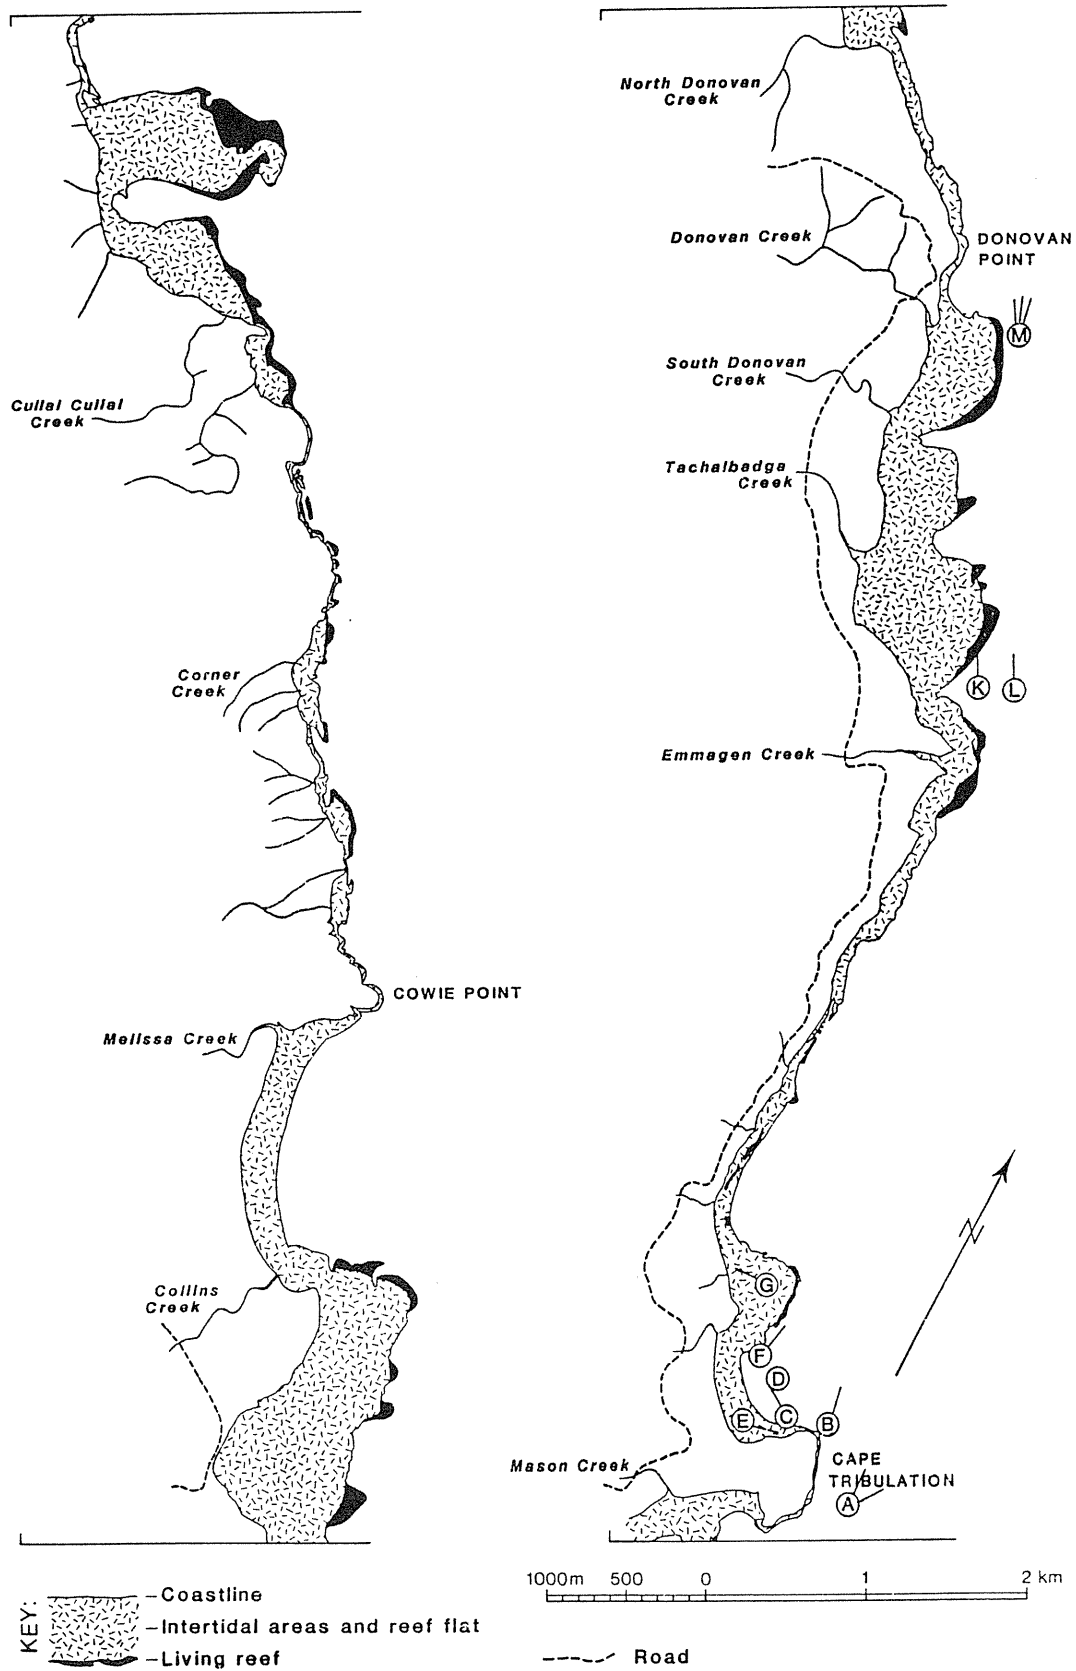 North Donovan
Creek
Donovan Creek
DONOVAN
POINT
M
South Donovan
Creek
Cullal Cullal
Creek
Tachalbadga
Creek
Corner
Creek
K
L
Emmagen Creek
COWIE POINT
Melissa Creek
N
Collins
Creek
G
F
D
E
C
B
Mason Creek
CAPE
TRIBULATION
A
KEY:
Coastline
Intertidal areas and reef flat
Living reef
1000m 500 0 1 2 km
Road